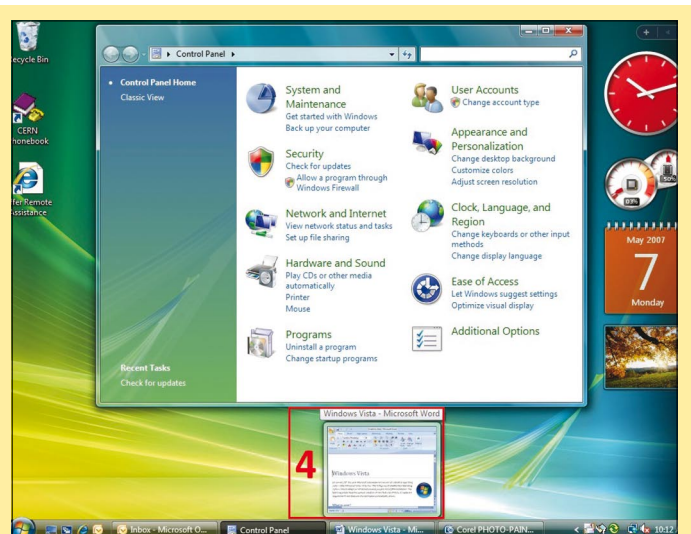 ecycle Bin
CERN
honebook
ffer Remote
Assistance
Control Panel
Control Panel Home
Classic View
Recent Tasks
Check for updates
System and
Maintenance
Get started with Windows
Back up your computer
Security
Check for updates
Allow a program through
Windows Firewall
Network and Internet
View network status and tasks
Set up file sharing
Hardware and Sound
Play CDs or other media
automatically
Printer
Mouse
Programs
Uninstall a program
Change startup programs
User Accounts
Change account type
Appearance and
Personalization
Change desktop background
Customize colors
Adjust screen resolution
Clock, Language, and
Region
Change keyboards or other input
methods
Change display language
Ease of Access
Let Windows suggest settings
Optimize visual display
Additional Options
03%
50%
May 2007
7
Monday
Windows Vista - Microsoft Word
4
Windows Vista
Inbox - Microsoft O...
Control Panel
Windows Vista - Mi...
Corel PHOTO-PAIN...
10:12